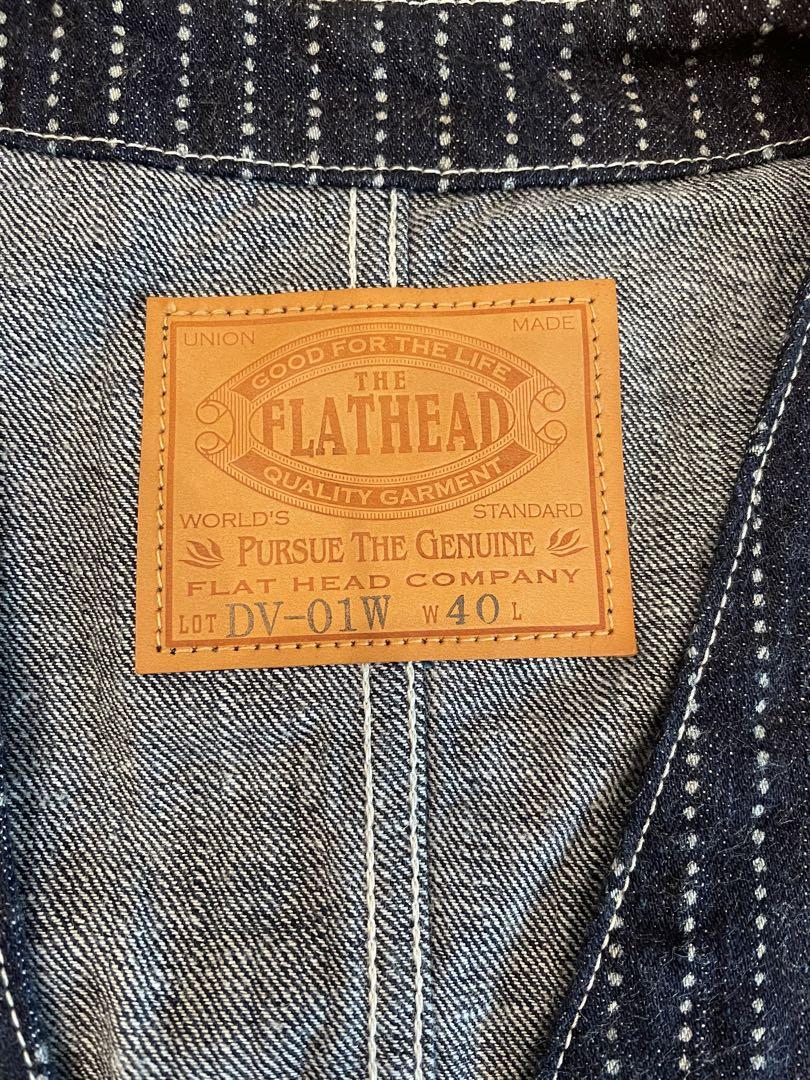 UNION MADE
GOOD FOR THE LIFE
THE
FLATHEAD
QUALITY GARMENT
WORLD'S STANDARD
PURSUE THE GENUINE
FLAT HEAD COMPANY
LOT DV-01W W 40 L